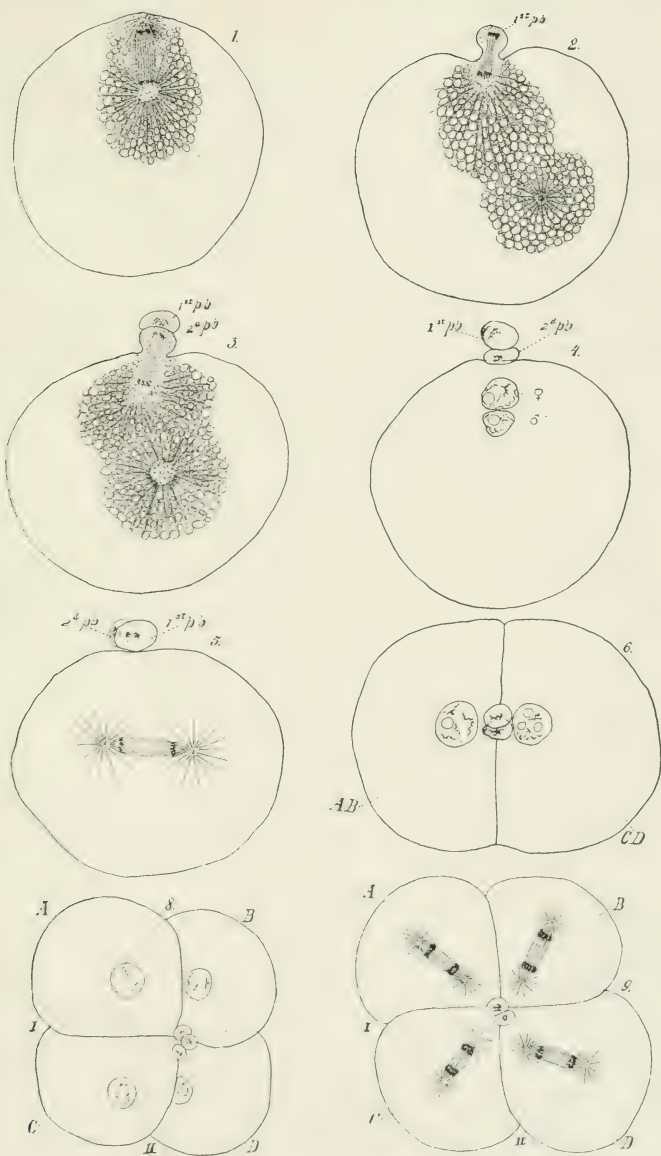 1.
1st pb
2.
1st pb
2d pb
3.
1st pb
2d pb
4.
♀
♂
2d pb
1st pb
5.
6.
AB
CD
A
8.
B
I
C
II
D
A
B
9.
I
C
II
D